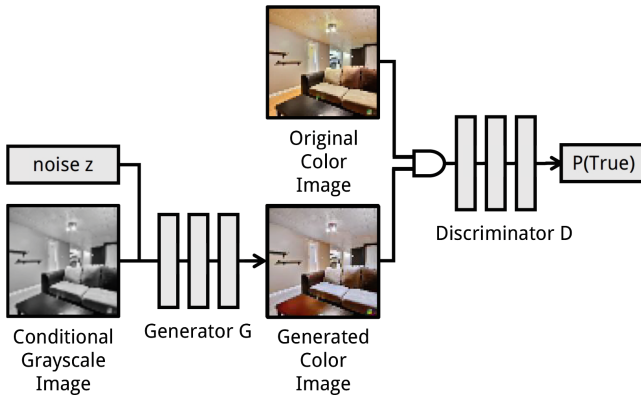 Original
Color
Image
noise z
P(True)
Discriminator D
Conditional
Grayscale
Image
Generator G
Generated
Color
Image